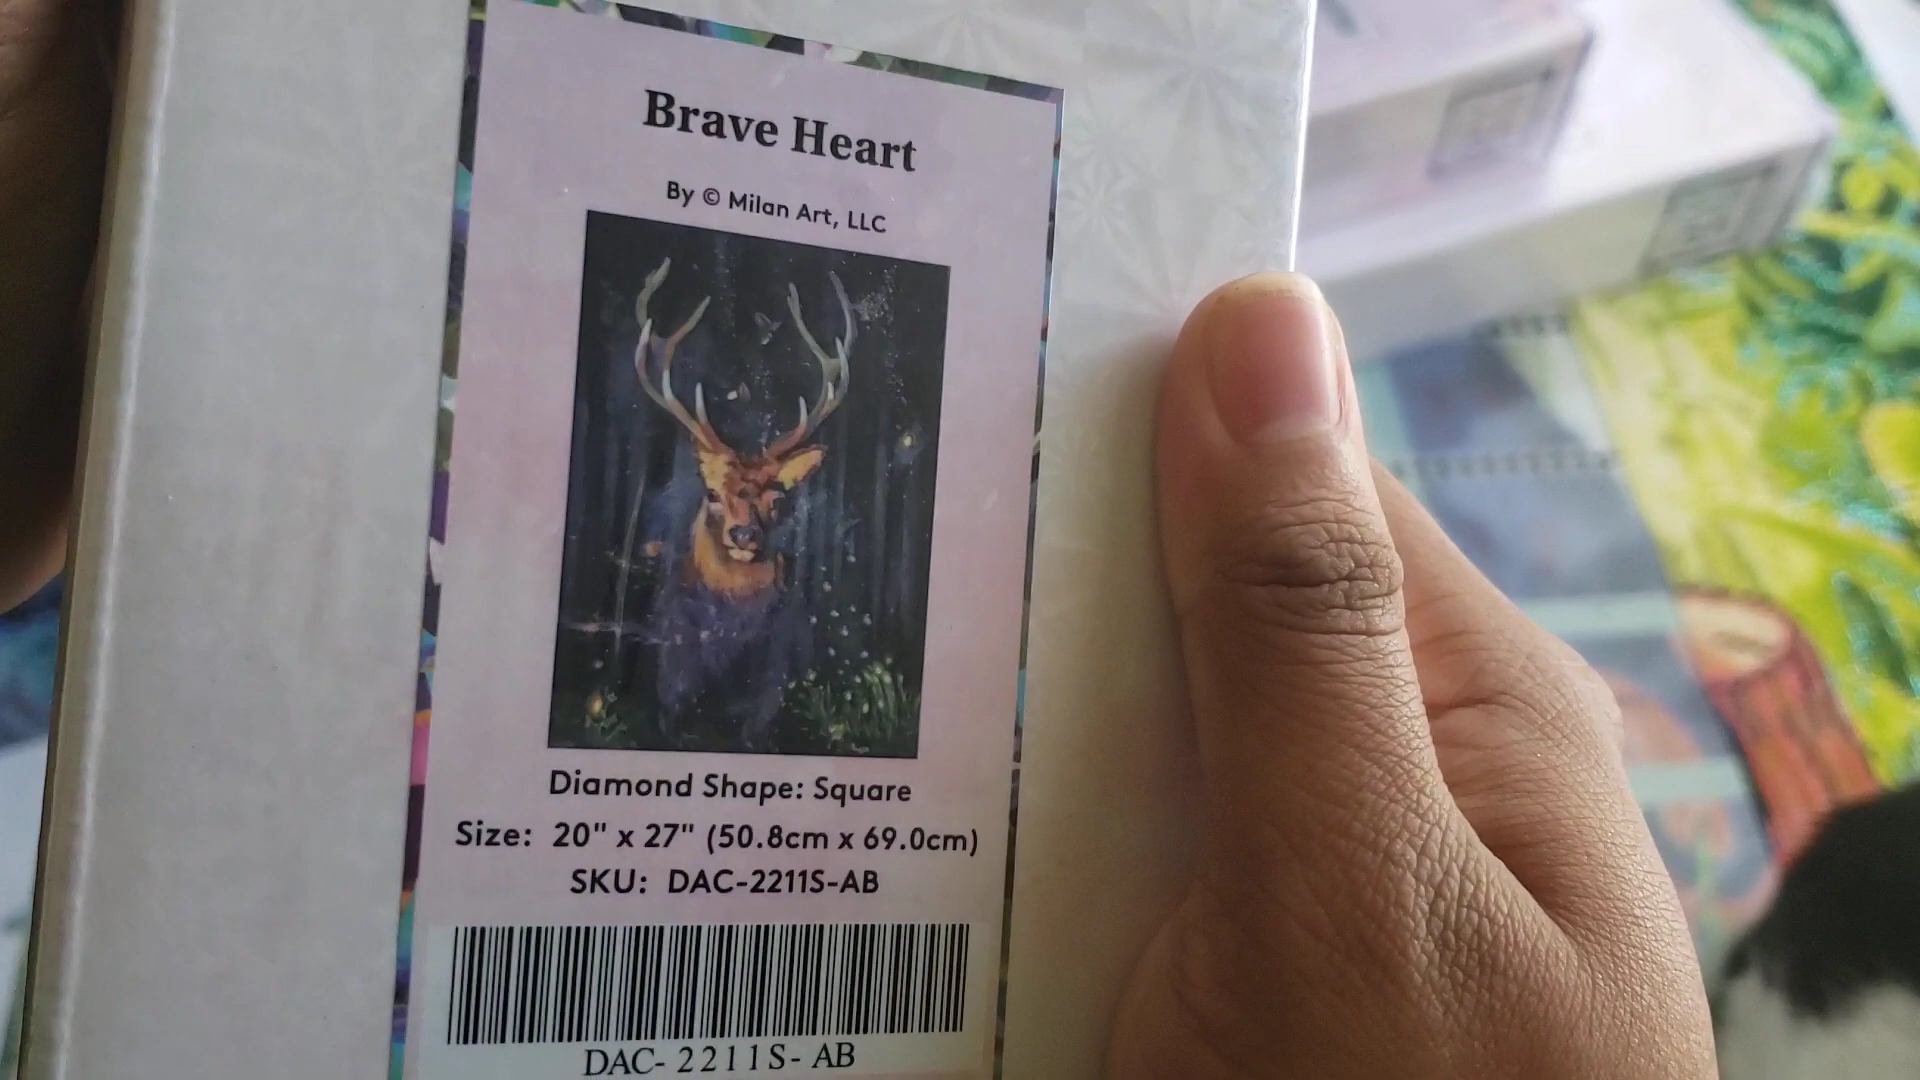 Brave Heart
By © Milan Art, LLC
Diamond Shape: Square
Size: 20" x 27" (50.8cm x 69.0cm)
SKU: DAC-2211S-AB
DAC- 2211S- AB